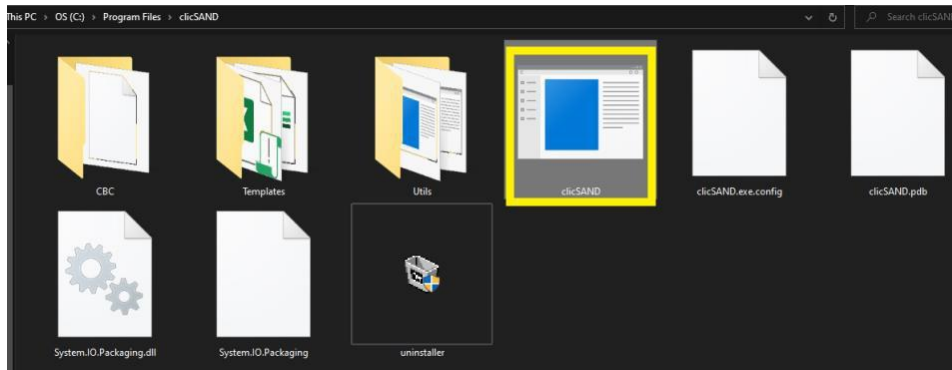 This PC > OS (C:) > Program Files > clicSAND
Search clicSAN
CBC
Templates
Utils
clicSAND
clicSAND.exe.config
clicSAND.pdb
System.IO.Packaging.dll
System.IO.Packaging
uninstaller